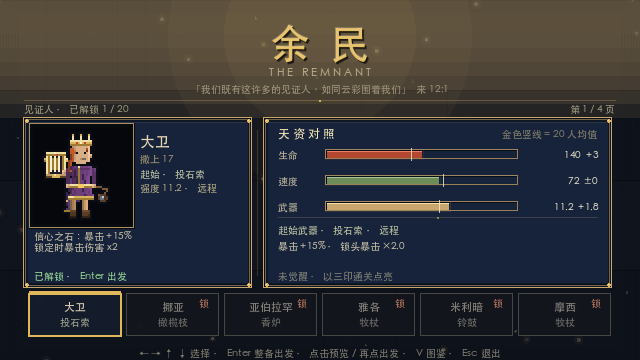 余民
THE REMNANT
「我们既有这许多的见证人·如同云彩围着我们」 来 12:1
见证人· 已解锁 1 / 20
第 1 / 4 页
大卫
撒上 17
起始· 投石索
强度 11.2· 远程
信心之石：暴击+15%
锁定时暴击伤害 x2
已解锁· Enter 出发
天资对照
金色竖线 = 20 人均值
生命 140 +3
速度 72 ±0
武器 11.2 +1.8
起始武器· 投石索· 远程
暴击+15%· 锁头暴击 ×2.0
未觉醒· 以三印通关点亮
大卫
投石索
挪亚 锁
橄榄枝
亚伯拉罕 锁
香炉
雅各 锁
牧杖
米利暗 锁
铃鼓
摩西 锁
牧杖
←→↑↓ 选择· Enter 整备出发· 点击预览 / 再点出发· V 图鉴· Esc 退出